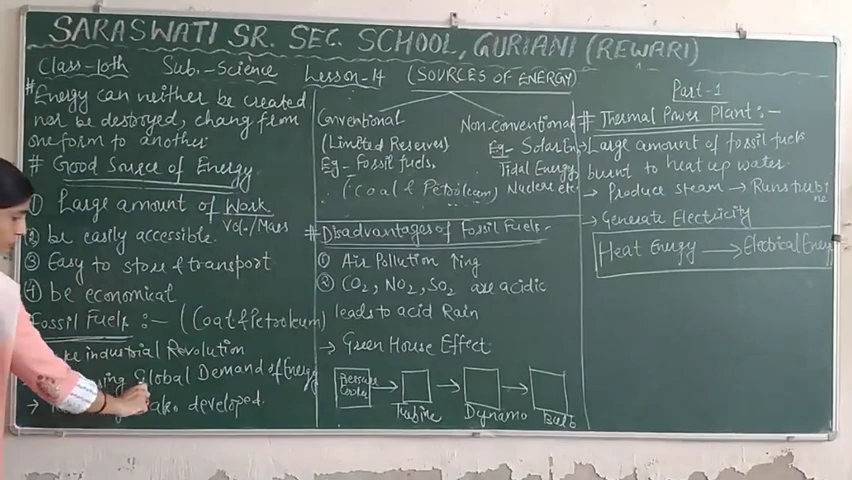 SARASWATI SR. SEC. SCHOOL, GURIANI (REWARI)
Class-10th Sub.-Science Lesson-14 (SOURCES OF ENERGY)
Part-1
# Energy can neither be created
nor be destroyed, change from
one form to another.
# Good Source of Energy
① Large amount of Work
Vol./Mass
② be easily accessible.
③ Easy to store & transport
④ be economical
Fossil Fuels :- (Coal & Petroleum)
industrial Revolution
Global Demand of Energy
→ developed.
Conventional
(Limited Reserves)
Eg- Fossil fuels,
(Coal & Petroleum)
Non-conventional
Eg- Solar En
Tidal Energy,
Nuclear etc.
# Disadvantages of Fossil Fuels-
① Air Pollution ↑ing
② CO2, NO2, SO2 are acidic
leads to acid Rain
→ Green House Effect
Pressure
Cooker
Turbine
Dynamo
Bulb
# Thermal Power Plant :-
→ Large amount of fossil fuels
burnt to heat up water.
→ Produce steam → Runs turbi
ne
→ Generate Electricity
Heat Energy → Electrical Energy